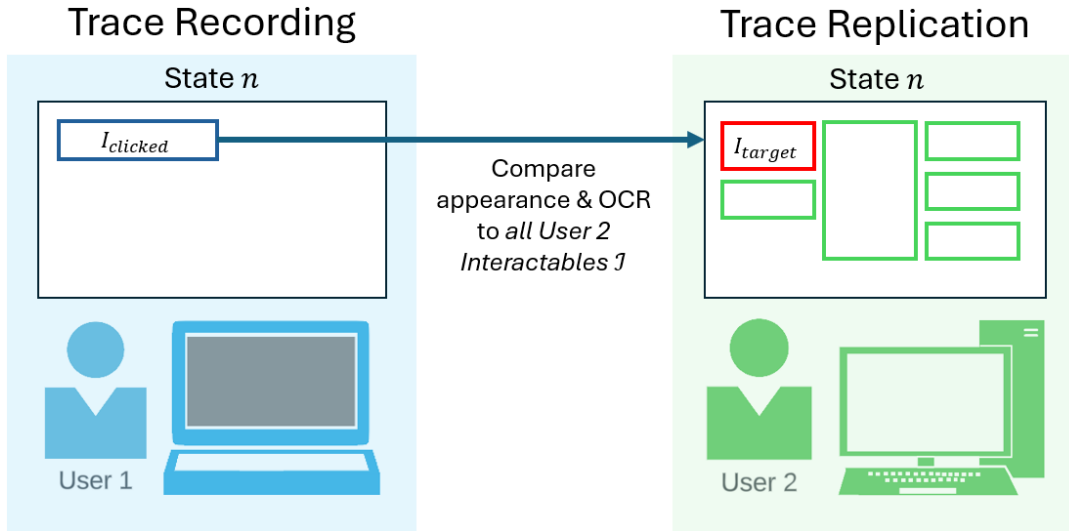 Trace Recording
Trace Replication
State n
State n
I_clicked
I_target
Compare
appearance & OCR
to all User 2
Interactables ℐ
User 1
User 2